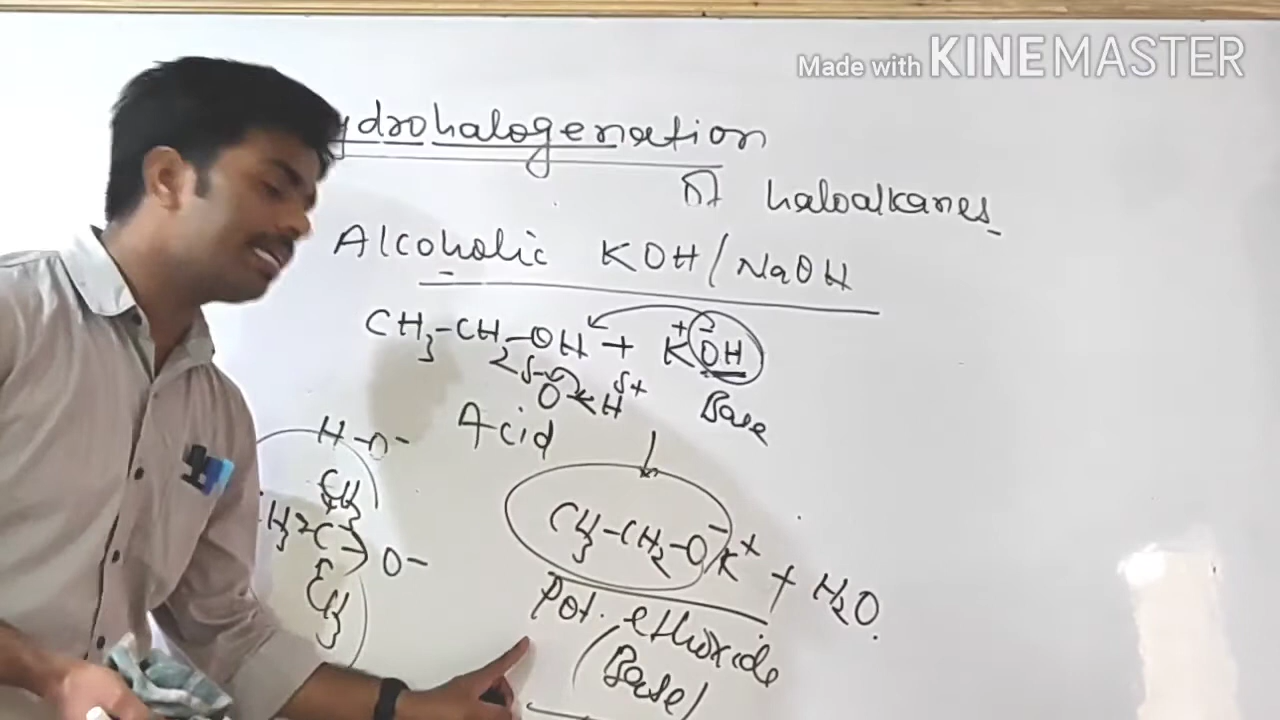 Made with KINEMASTER
ydrohalogenation
of haloalkanes
Alcoholic KOH/NaOH
CH3-CH2-OH + K+ -OH
δ- δ+
O H
Acid Base
H-O-
CH3-CH2-O-K+ + H2O.
CH3
H3C-C-O-
CH3
Pot. ethoxide
(Base)